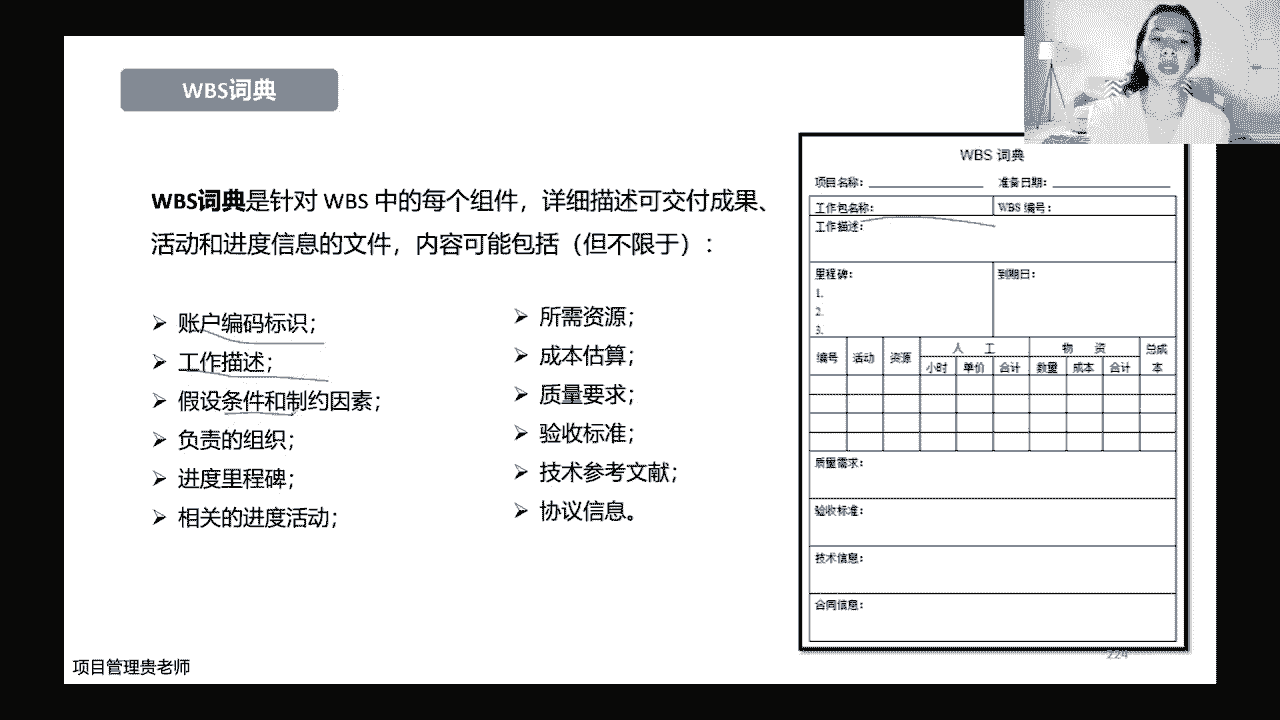 WBS词典
WBS词典是针对 WBS 中的每个组件，详细描述可交付成果、
活动和进度信息的文件，内容可能包括（但不限于）：
➢ 账户编码标识；
➢ 工作描述；
➢ 假设条件和制约因素；
➢ 负责的组织；
➢ 进度里程碑；
➢ 相关的进度活动；
➢ 所需资源；
➢ 成本估算；
➢ 质量要求；
➢ 验收标准；
➢ 技术参考文献；
➢ 协议信息。
WBS 词典
项目名称： 准备日期：
工作包名称： WBS 编号：
工作描述：
里程碑： 到期日：
1.
2.
3.
编号 活动 资源 人 工 物 资 总成本
小时 单价 合计 数量 成本 合计
质量需求：
验收标准：
技术信息：
合同信息：
224
项目管理贵老师